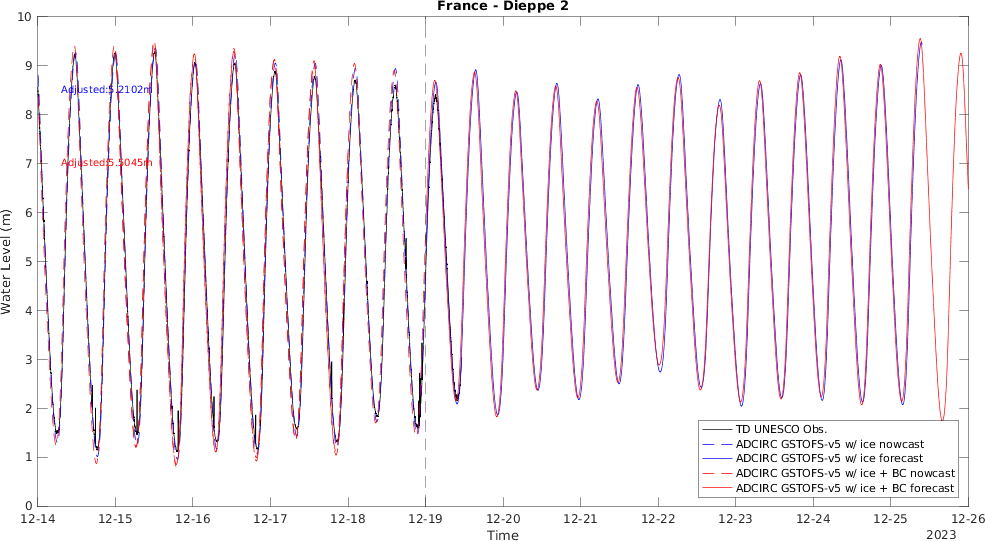 France - Dieppe 2
Water Level (m)
10
9
8
7
6
5
4
3
2
1
0
Adjusted:5.2102m
Adjusted:5.5045m
TD UNESCO Obs.
ADCIRC GSTOFS-v5 w/ ice nowcast
ADCIRC GSTOFS-v5 w/ ice forecast
ADCIRC GSTOFS-v5 w/ ice + BC nowcast
ADCIRC GSTOFS-v5 w/ ice + BC forecast
12-14 12-15 12-16 12-17 12-18 12-19 12-20 12-21 12-22 12-23 12-24 12-25 12-26
Time
2023